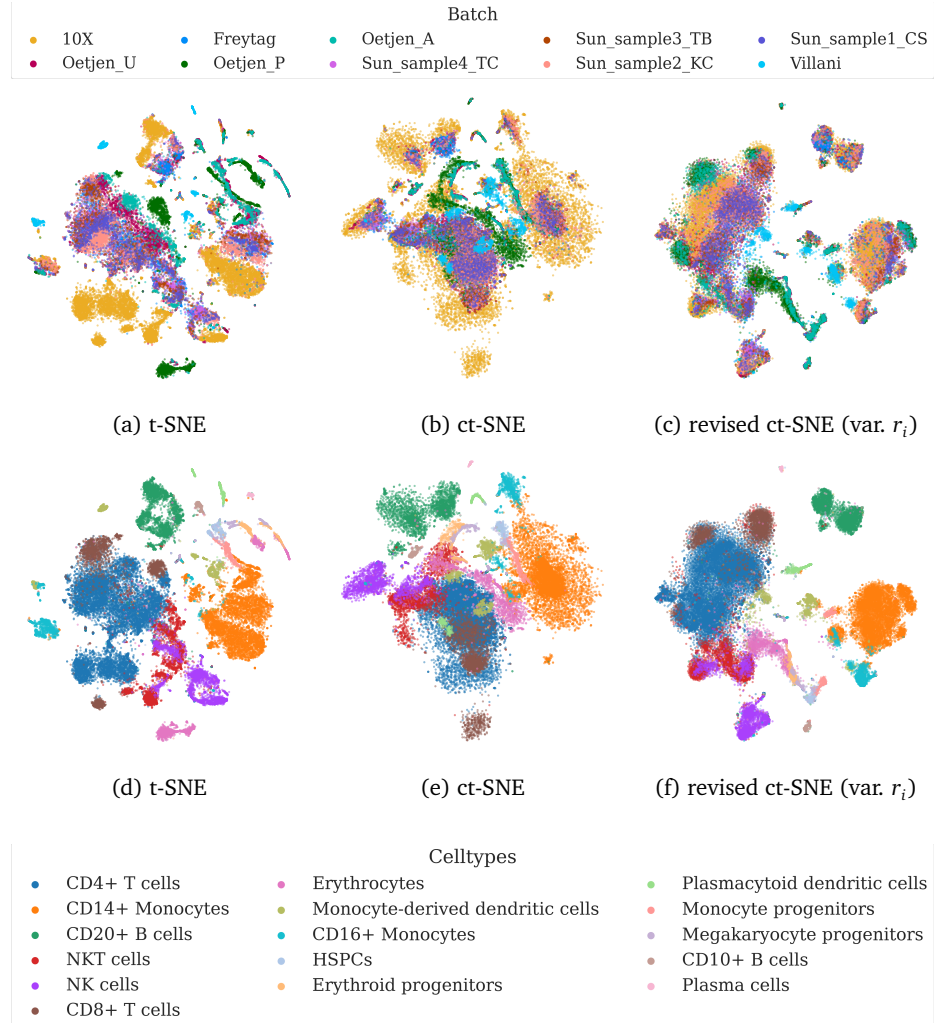 Batch
10X Freytag Oetjen_A Sun_sample3_TB Sun_sample1_CS
Oetjen_U Oetjen_P Sun_sample4_TC Sun_sample2_KC Villani
(a) t-SNE (b) ct-SNE (c) revised ct-SNE (var. r_i)
(d) t-SNE (e) ct-SNE (f) revised ct-SNE (var. r_i)
Celltypes
CD4+ T cells Erythrocytes Plasmacytoid dendritic cells
CD14+ Monocytes Monocyte-derived dendritic cells Monocyte progenitors
CD20+ B cells CD16+ Monocytes Megakaryocyte progenitors
NKT cells HSPCs CD10+ B cells
NK cells Erythroid progenitors Plasma cells
CD8+ T cells